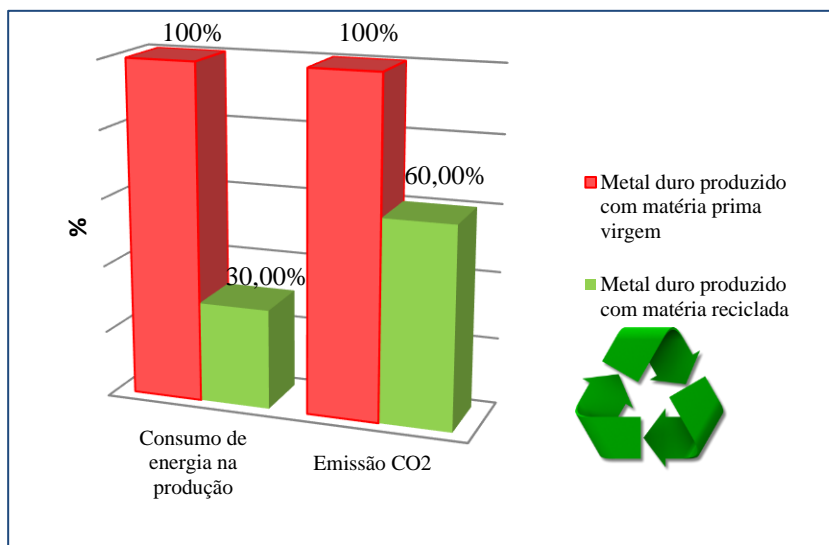 100%
100%
60,00%
30,00%
%
Consumo de
energia na
produção
Emissão CO2
Metal duro produzido
com matéria prima
virgem
Metal duro produzido
com matéria reciclada